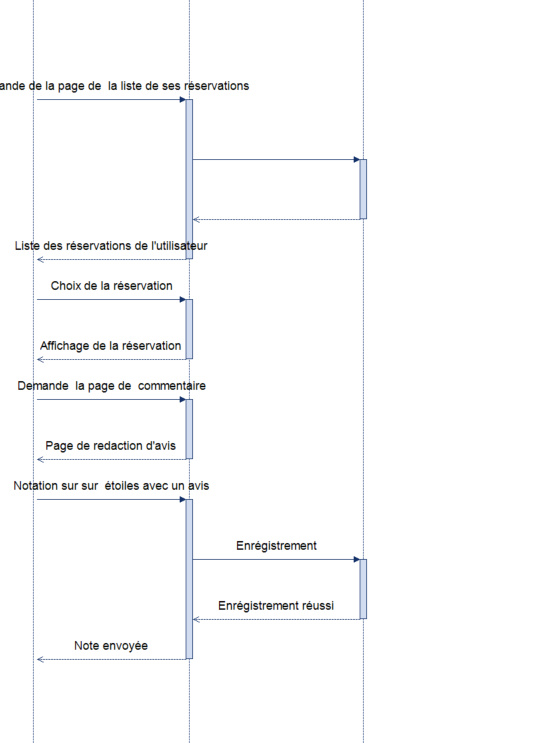 ande de la page de  la liste de ses réservations
Liste des réservations de l'utilisateur
Choix de la réservation
Affichage de la réservation
Demande  la page de  commentaire
Page de redaction d'avis
Notation sur sur  étoiles avec un avis
Enrégistrement
Enrégistrement réussi
Note envoyée